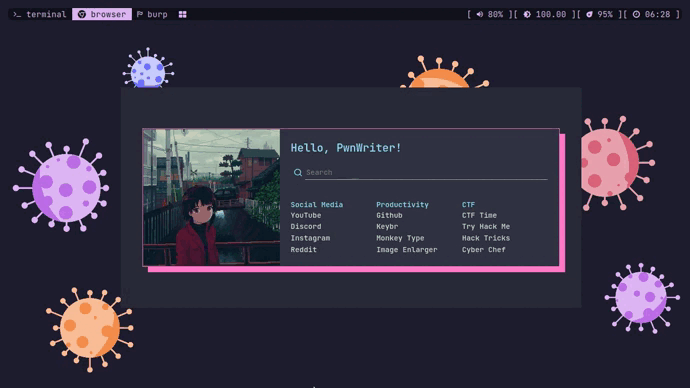 terminal browser burp [ 80% ][ 100.00 ][ 95% ][ 06:28 ]
Hello, PwnWriter!
Search
Social Media Productivity CTF
YouTube Github CTF Time
Discord Keybr Try Hack Me
Instagram Monkey Type Hack Tricks
Reddit Image Enlarger Cyber Chef